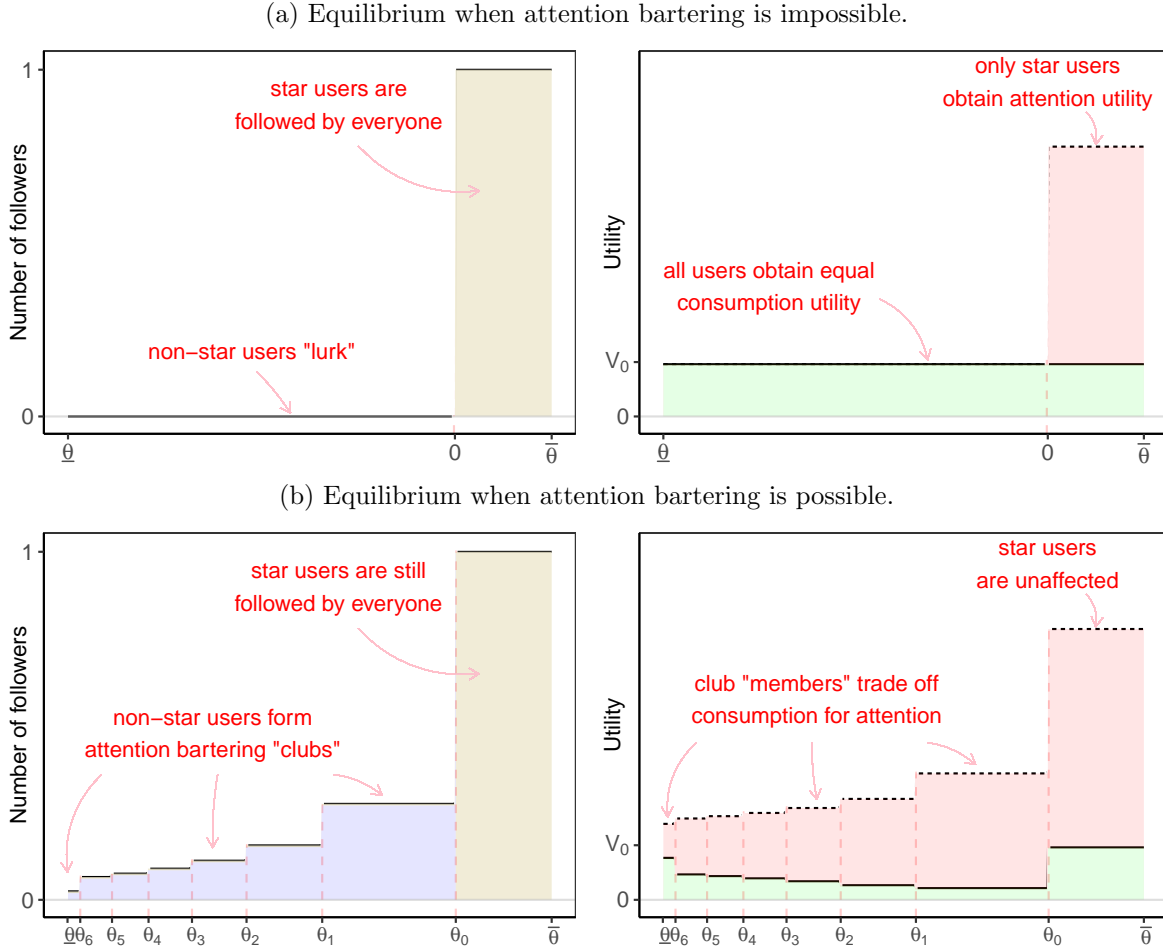 (a) Equilibrium when attention bartering is impossible.
Number of followers
1
0
star users are
followed by everyone
non−star users "lurk"
θ
0
θ
Utility
V0
0
only star users
obtain attention utility
all users obtain equal
consumption utility
θ
0
θ
(b) Equilibrium when attention bartering is possible.
Number of followers
1
0
star users are still
followed by everyone
non−star users form
attention bartering "clubs"
θ θ6 θ5 θ4 θ3 θ2 θ1 θ0 θ
Utility
V0
0
star users
are unaffected
club "members" trade off
consumption for attention
θ θ6 θ5 θ4 θ3 θ2 θ1 θ0 θ